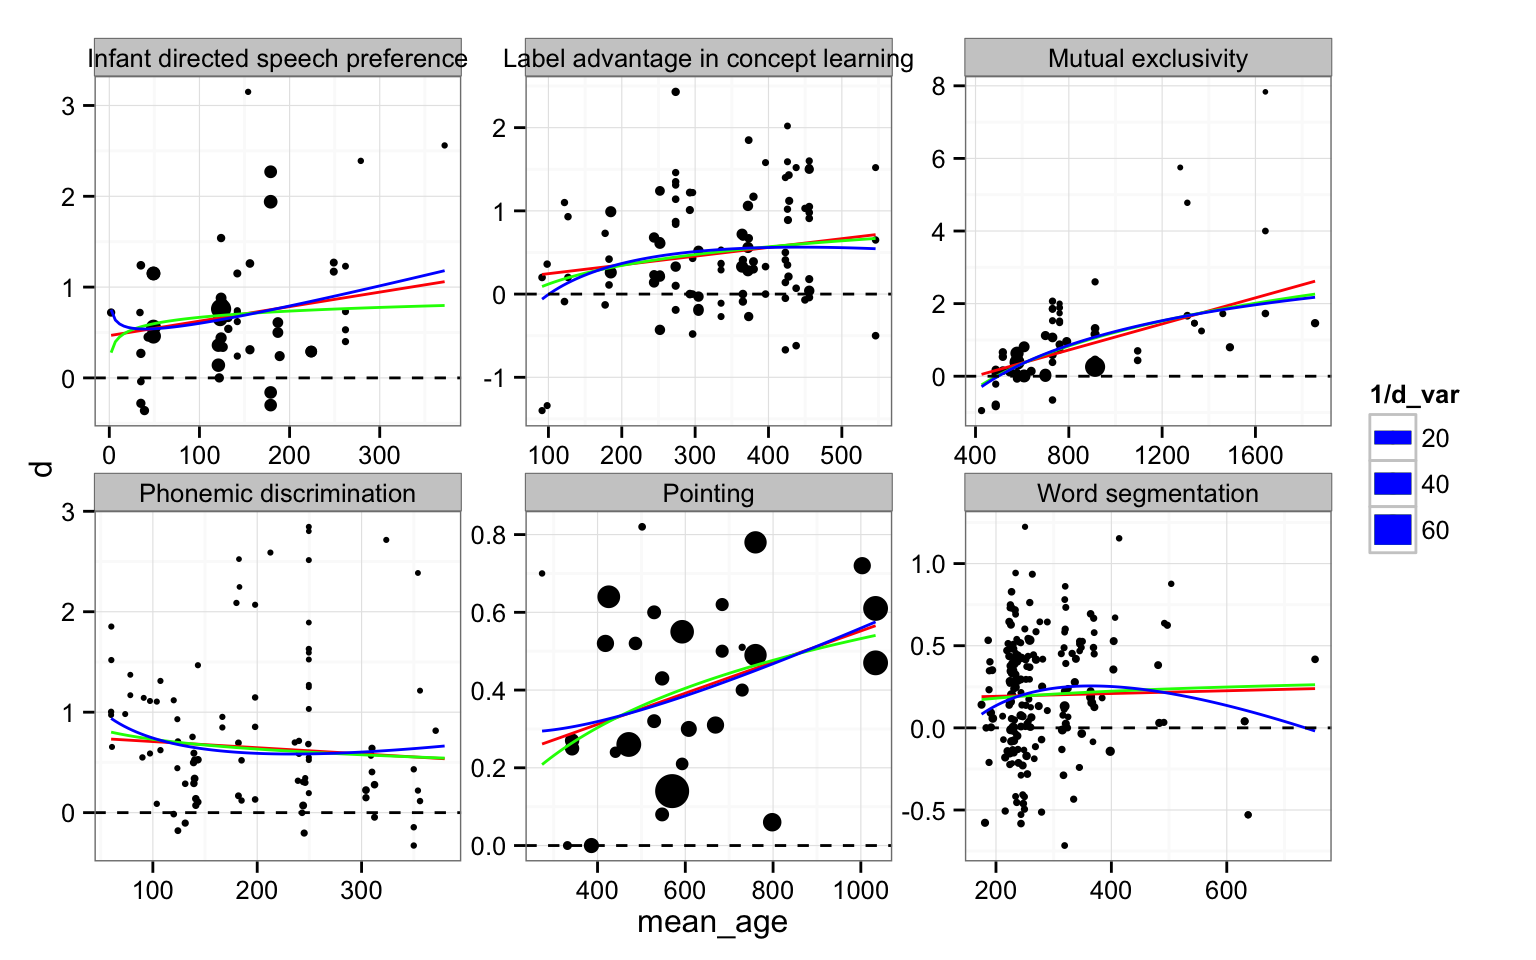 Infant directed speech preference
Label advantage in concept learning
Mutual exclusivity
3
2
1
0
0 100 200 300
2
1
0
-1
100 200 300 400 500
8
6
4
2
0
400 800 1200 1600
d
Phonemic discrimination
Pointing
Word segmentation
3
2
1
0
100 200 300
0.8
0.6
0.4
0.2
0.0
400 600 800 1000
1.0
0.5
0.0
-0.5
200 400 600
mean_age
1/d_var
20
40
60